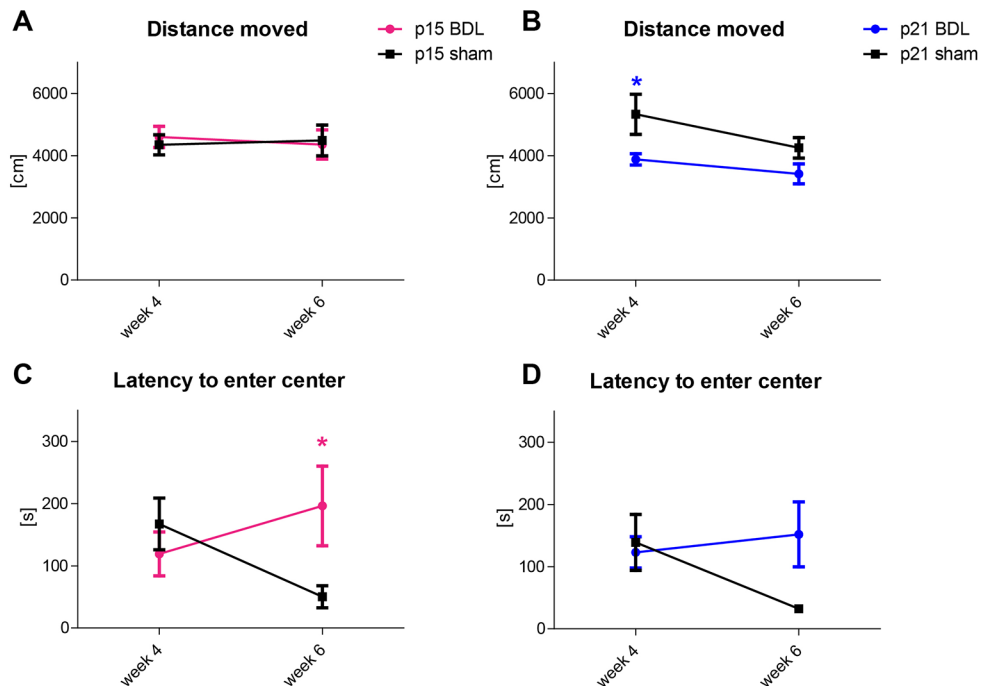 A
Distance moved
p15 BDL
p15 sham
6000
4000
2000
0
[cm]
week 4
week 6
B
Distance moved
p21 BDL
p21 sham
*
6000
4000
2000
0
[cm]
week 4
week 6
C
Latency to enter center
*
300
200
100
0
[s]
week 4
week 6
D
Latency to enter center
300
200
100
0
[s]
week 4
week 6